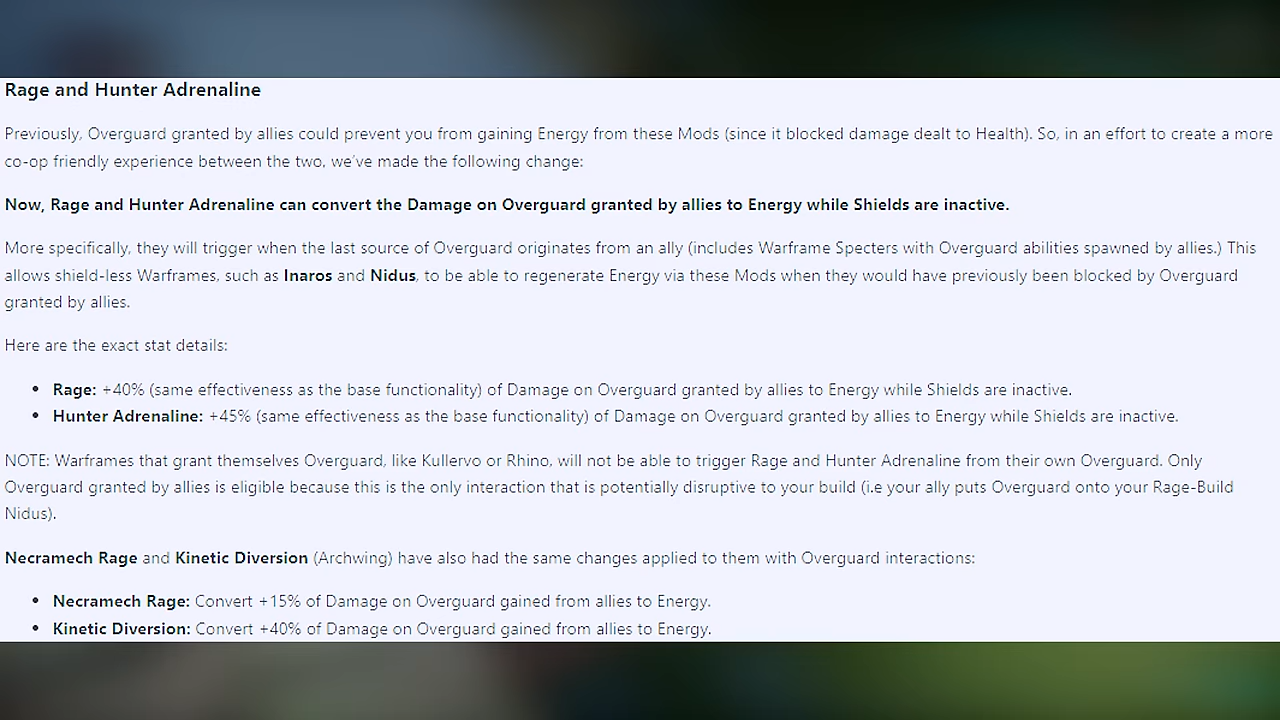 Rage and Hunter Adrenaline
Previously, Overguard granted by allies could prevent you from gaining Energy from these Mods (since it blocked damage dealt to Health). So, in an effort to create a more
co-op friendly experience between the two, we've made the following change:
Now, Rage and Hunter Adrenaline can convert the Damage on Overguard granted by allies to Energy while Shields are inactive.
More specifically, they will trigger when the last source of Overguard originates from an ally (includes Warframe Specters with Overguard abilities spawned by allies.) This
allows shield-less Warframes, such as Inaros and Nidus, to be able to regenerate Energy via these Mods when they would have previously been blocked by Overguard
granted by allies.
Here are the exact stat details:
• Rage: +40% (same effectiveness as the base functionality) of Damage on Overguard granted by allies to Energy while Shields are inactive.
• Hunter Adrenaline: +45% (same effectiveness as the base functionality) of Damage on Overguard granted by allies to Energy while Shields are inactive.
NOTE: Warframes that grant themselves Overguard, like Kullervo or Rhino, will not be able to trigger Rage and Hunter Adrenaline from their own Overguard. Only
Overguard granted by allies is eligible because this is the only interaction that is potentially disruptive to your build (i.e your ally puts Overguard onto your Rage-Build
Nidus).
Necramech Rage and Kinetic Diversion (Archwing) have also had the same changes applied to them with Overguard interactions:
• Necramech Rage: Convert +15% of Damage on Overguard gained from allies to Energy.
• Kinetic Diversion: Convert +40% of Damage on Overguard gained from allies to Energy.